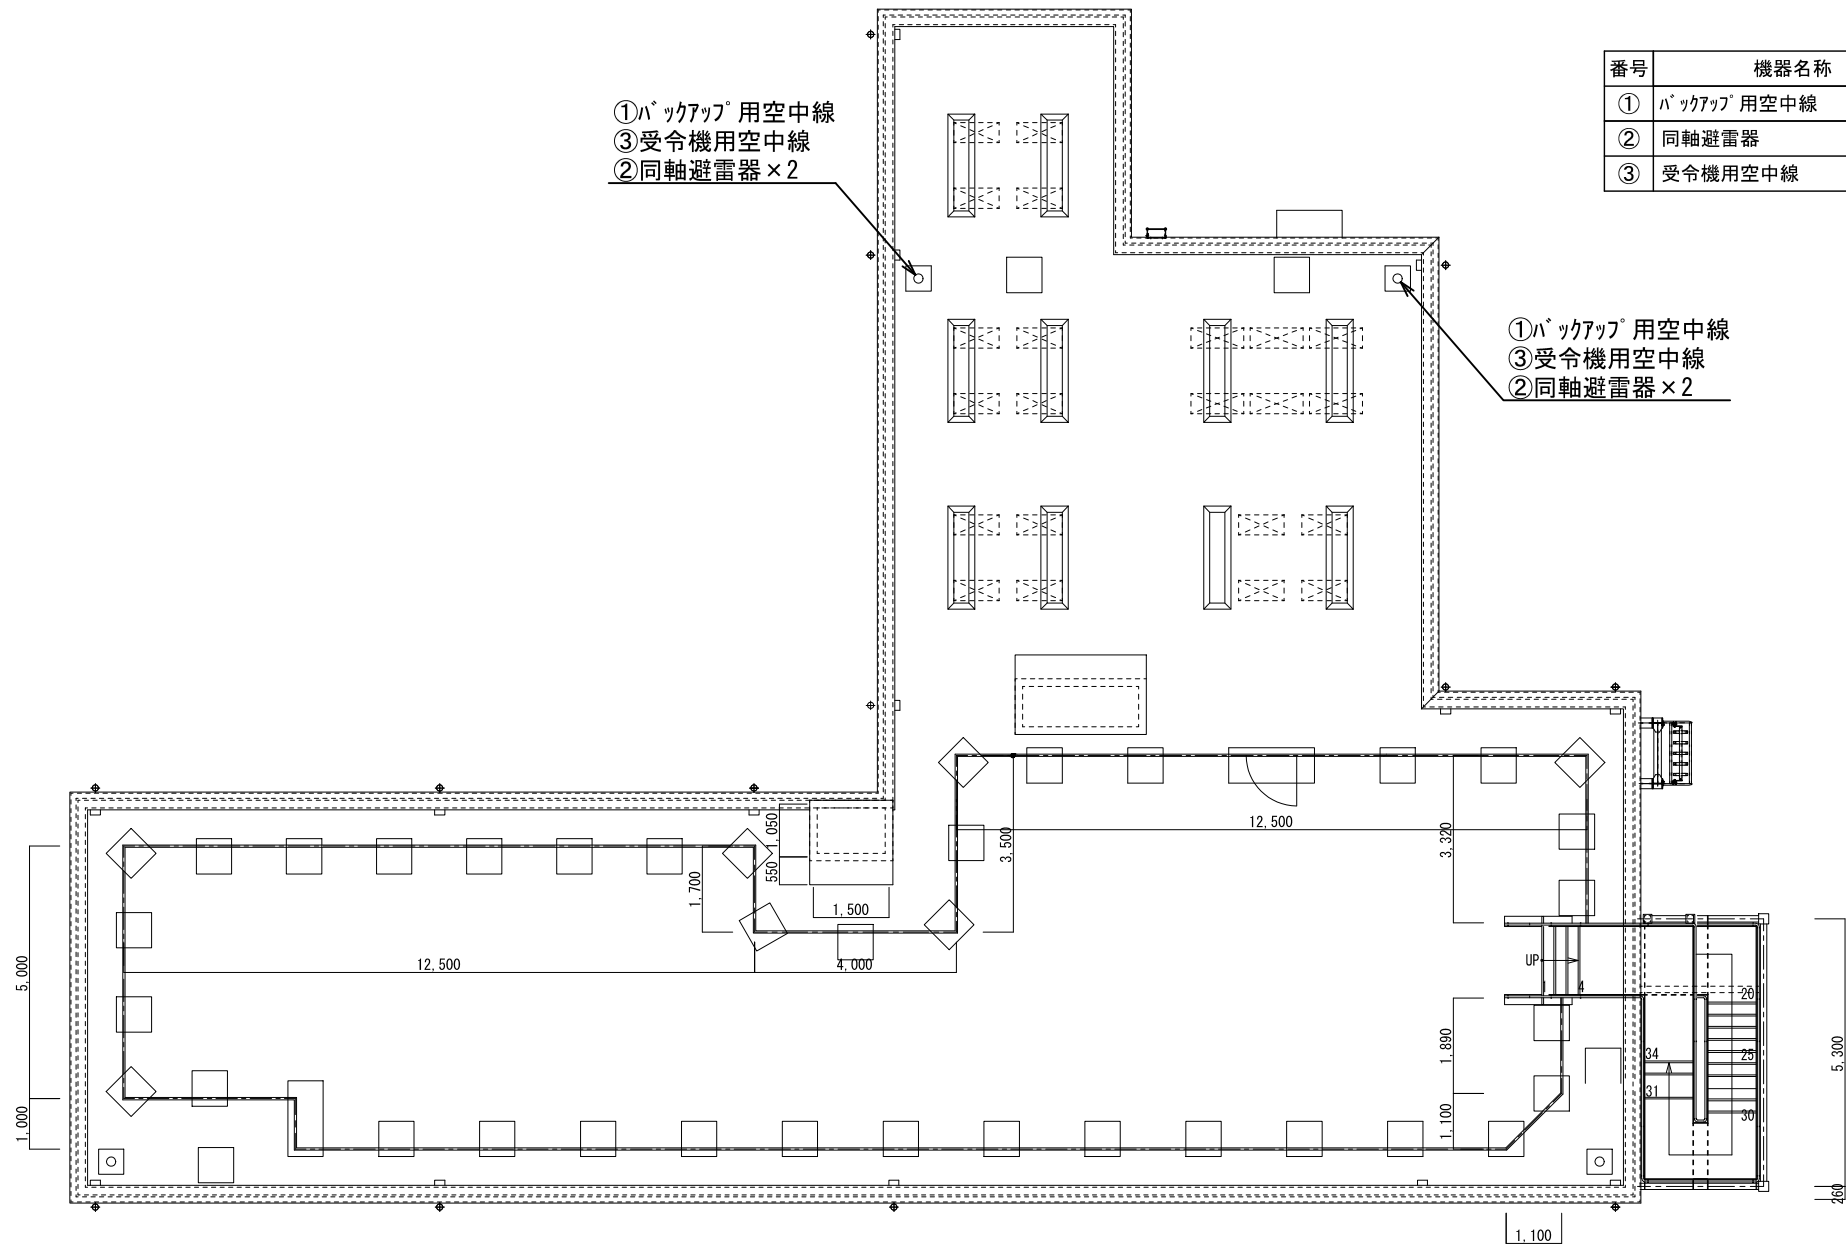 ①バックアップ用空中線
③受令機用空中線
②同軸避雷器×2
番号 機器名称
① バックアップ用空中線
② 同軸避雷器
③ 受令機用空中線
①バックアップ用空中線
③受令機用空中線
②同軸避雷器×2
1,050
550
1,500
1,700
3,500
12,500
3,320
12,500
4,000
5,000
1,000
UP
1
4
1,890
1,100
20
34
25
31
30
5,300
260
1,100